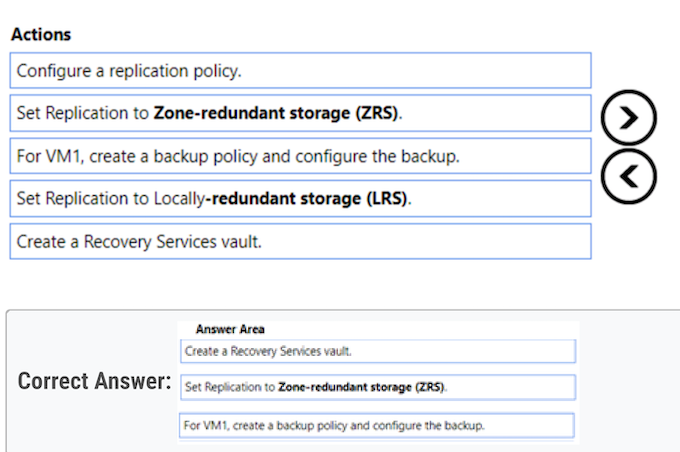 Actions
Configure a replication policy.
Set Replication to Zone-redundant storage (ZRS).
For VM1, create a backup policy and configure the backup.
Set Replication to Locally-redundant storage (LRS).
Create a Recovery Services vault.
Answer Area
Create a Recovery Services vault.
Correct Answer:
Set Replication to Zone-redundant storage (ZRS).
For VM1, create a backup policy and configure the backup.